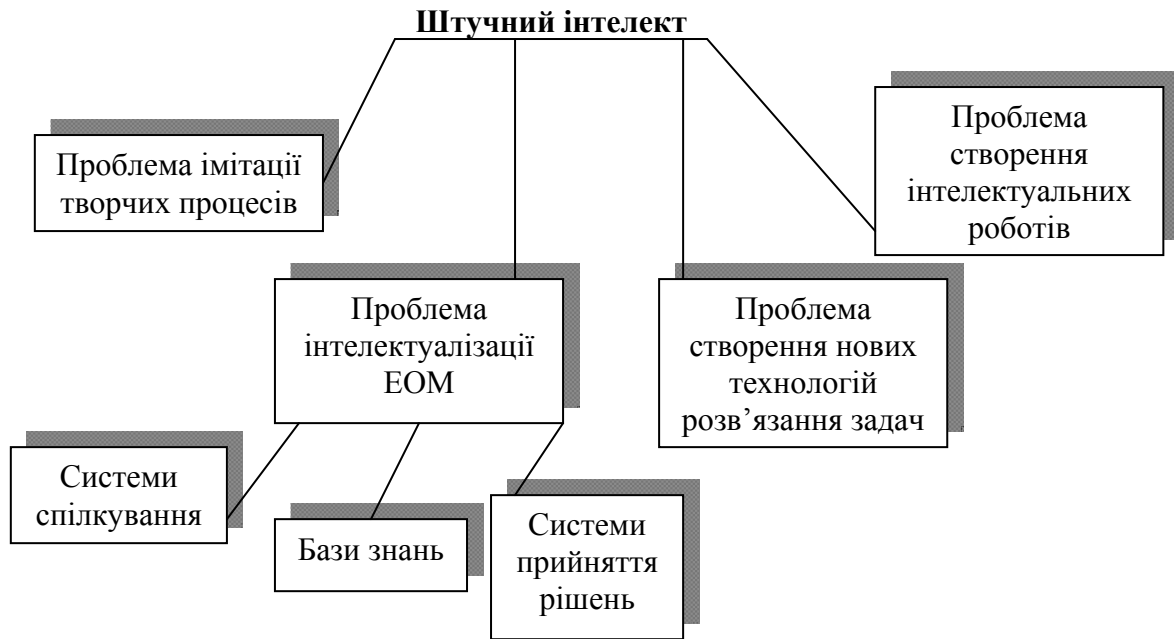 Штучний інтелект
Проблема імітації
творчих процесів
Проблема
створення
інтелектуальних
роботів
Проблема
інтелектуалізації
ЕОМ
Проблема
створення нових
технологій
розв’язання задач
Системи
спілкування
Бази знань
Системи
прийняття
рішень